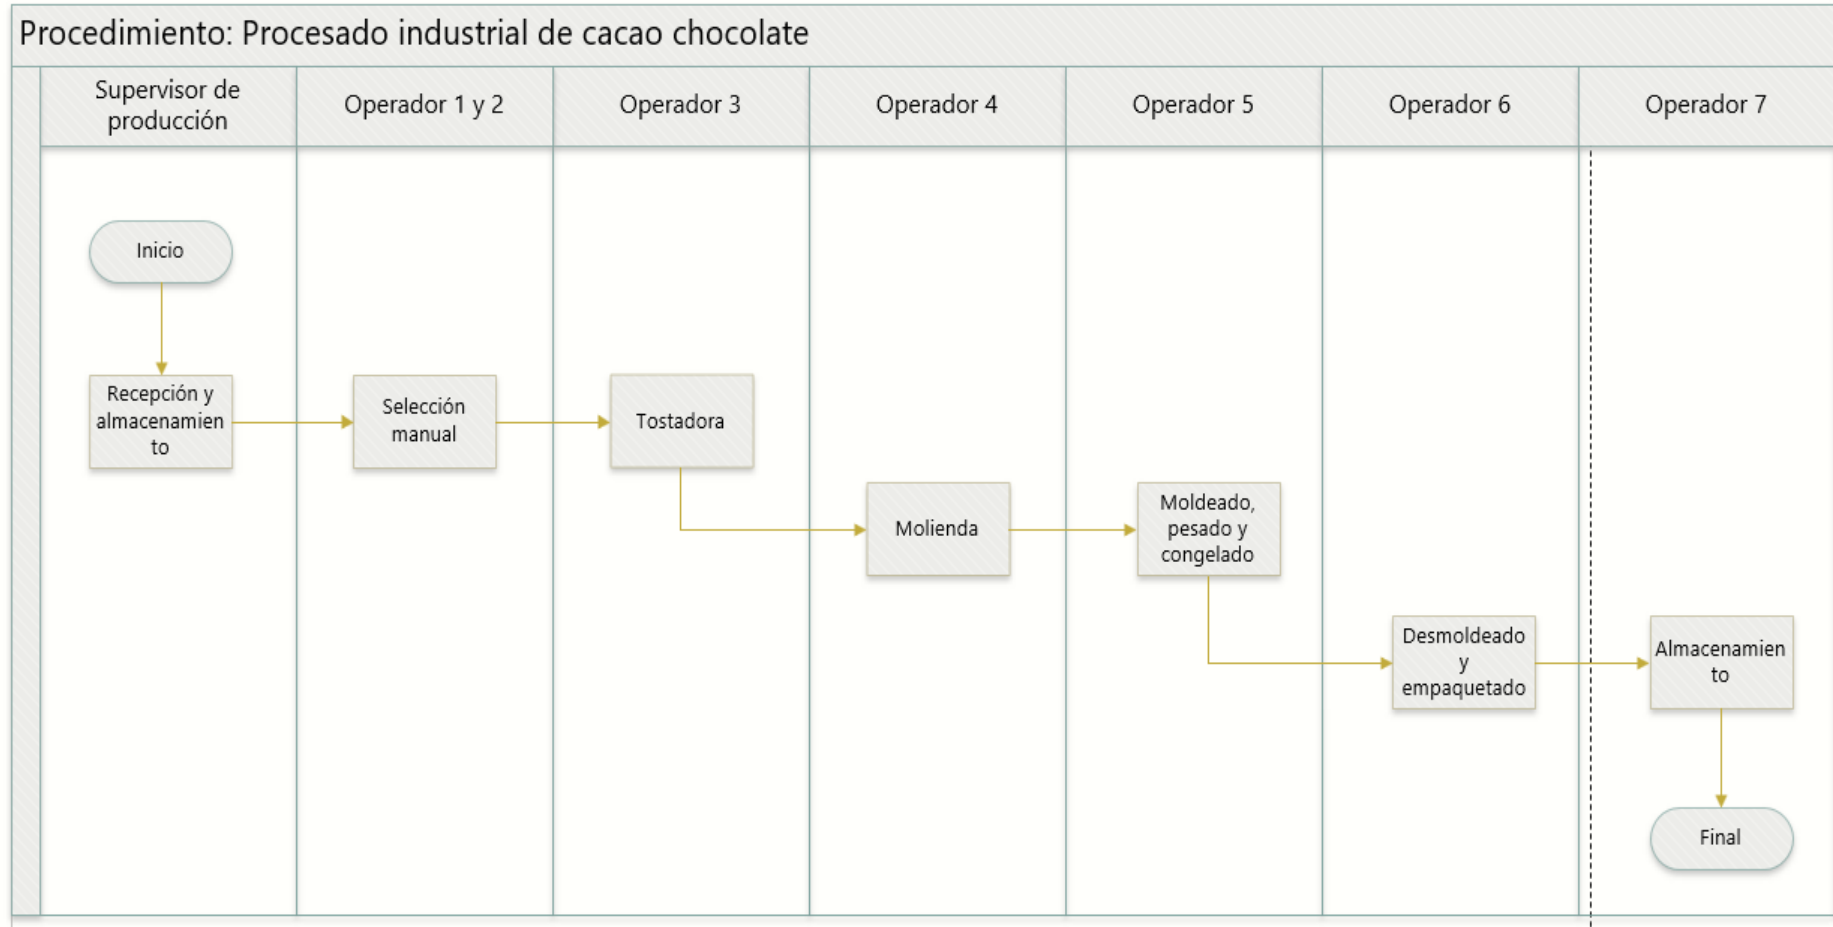 Procedimiento: Procesado industrial de cacao chocolate
Supervisor de
producción
Operador 1 y 2
Operador 3
Operador 4
Operador 5
Operador 6
Operador 7
Inicio
Recepción y
almacenamien
to
Selección
manual
Tostadora
Molienda
Moldeado,
pesado y
congelado
Desmoldeado
y
empaquetado
Almacenamien
to
Final